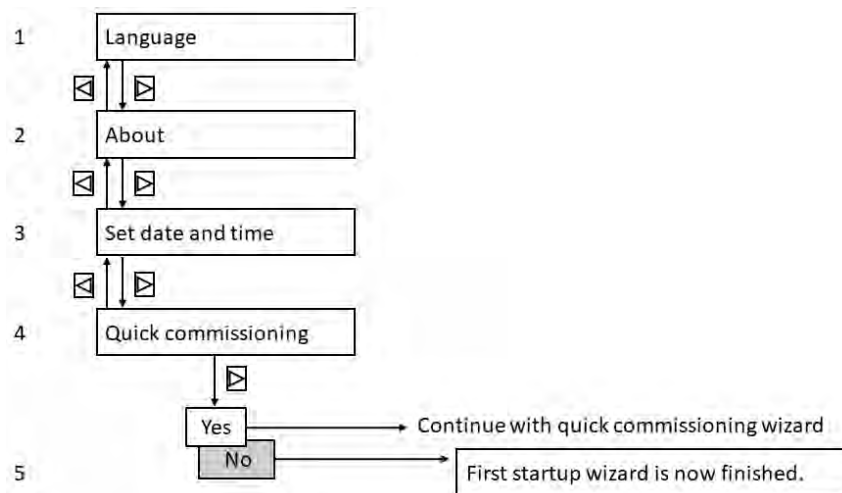 1 Language
2 About
3 Set date and time
4 Quick commissioning
Yes Continue with quick commissioning wizard
No
5 First startup wizard is now finished.